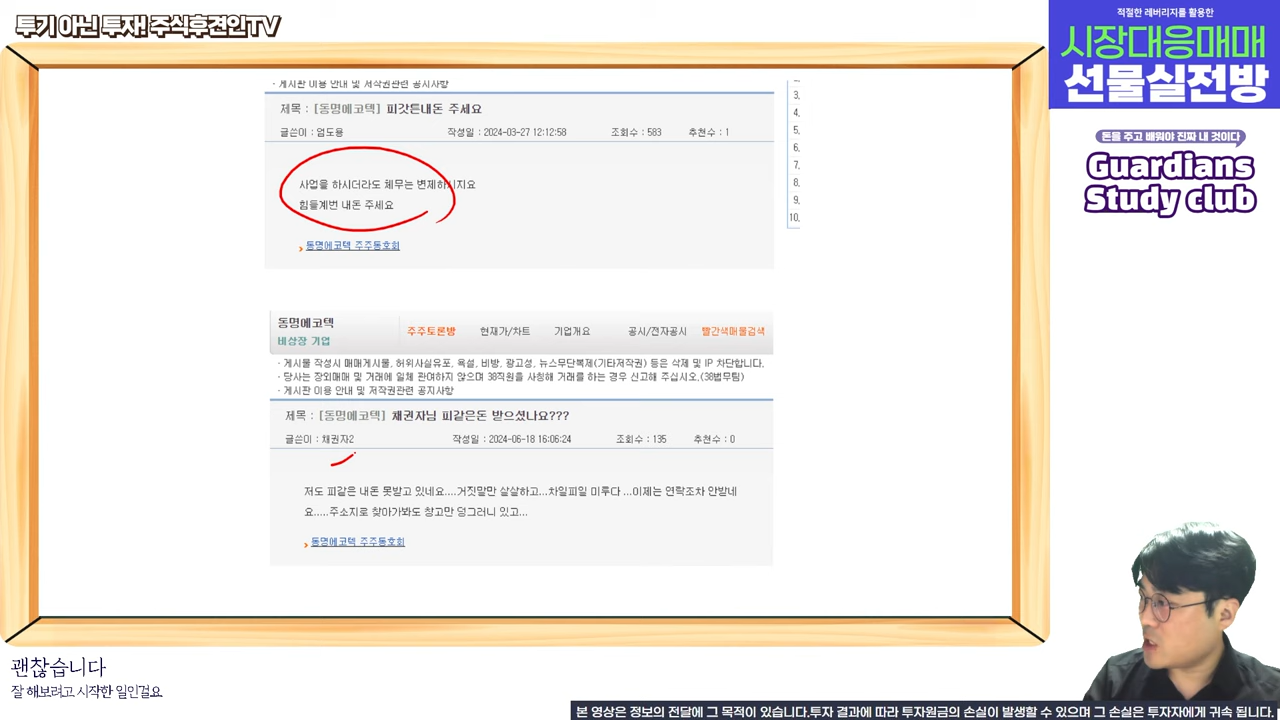 투기 아닌 투자! 주식후견인TV
적절한 레버리지를 활용한
시장대응매매
선물실전방
돈을 주고 배워야 진짜 내 것이다
Guardians
Study club
· 게시판 이용 안내 및 저작권관련 공지사항
제목 : [동명에코텍] 피갓튼내돈 주세요
글쓴이 : 엄도용 작성일 : 2024-03-27 12:12:58 조회수 : 583 추천수 : 1
사업을 하시더라도 체무는 변제하시지요
힘들게번 내돈 주세요
동명에코텍 주주동호회
3.
4.
5.
6.
7.
8.
9.
10.
동명에코텍
비상장 기업
주주토론방 현재가/차트 기업개요 공시/전자공시 빨간색매물검색
· 게시물 작성시 매매게시물, 허위사실유포, 욕설, 비방, 광고성, 뉴스무단복제(기타저작권) 등은 삭제 및 IP 차단합니다.
· 당사는 장외매매 및 거래에 일체 관여하지 않으며 38직원을 사칭해 거래를 하는 경우 신고해 주십시오.(38법무팀)
· 게시판 이용 안내 및 저작권관련 공지사항
제목 : [동명에코텍] 채권자님 피같은돈 받으셨나요???
글쓴이 : 채권자2 작성일 : 2024-06-18 16:06:24 조회수 : 135 추천수 : 0
저도 피같은 내돈 못받고 있네요....거짓말만 살살하고...차일피일 미루다 ...이제는 연락조차 안받네
요.....주소지로 찾아가봐도 창고만 덩그러니 있고...
동명에코텍 주주동호회
괜찮습니다
잘 해보려고 시작한 일인걸요
본 영상은 정보의 전달에 그 목적이 있습니다.투자 결과에 따라 투자원금의 손실이 발생할 수 있으며 그 손실은 투자자에게 귀속 됩니다.